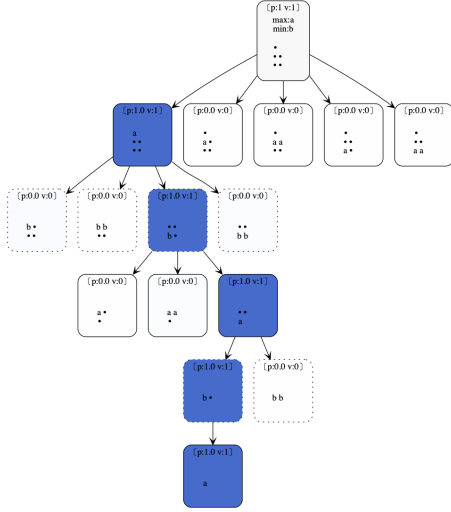 [p:1 v:1]
max:a
min:b
•
• •
• •
[p:1.0 v:1]
a
• •
• •
[p:0.0 v:0]
•
a •
• •
[p:0.0 v:0]
•
a a
• •
[p:0.0 v:0]
•
• •
a •
[p:0.0 v:0]
•
• •
a a
[p:0.0 v:0]
b •
• •
[p:0.0 v:0]
b b
• •
[p:1.0 v:1]
• •
b •
[p:0.0 v:0]
• •
b b
[p:0.0 v:0]
a •
•
[p:0.0 v:0]
a a
•
[p:1.0 v:1]
• •
a
[p:1.0 v:1]
b •
[p:0.0 v:0]
b b
[p:1.0 v:1]
a